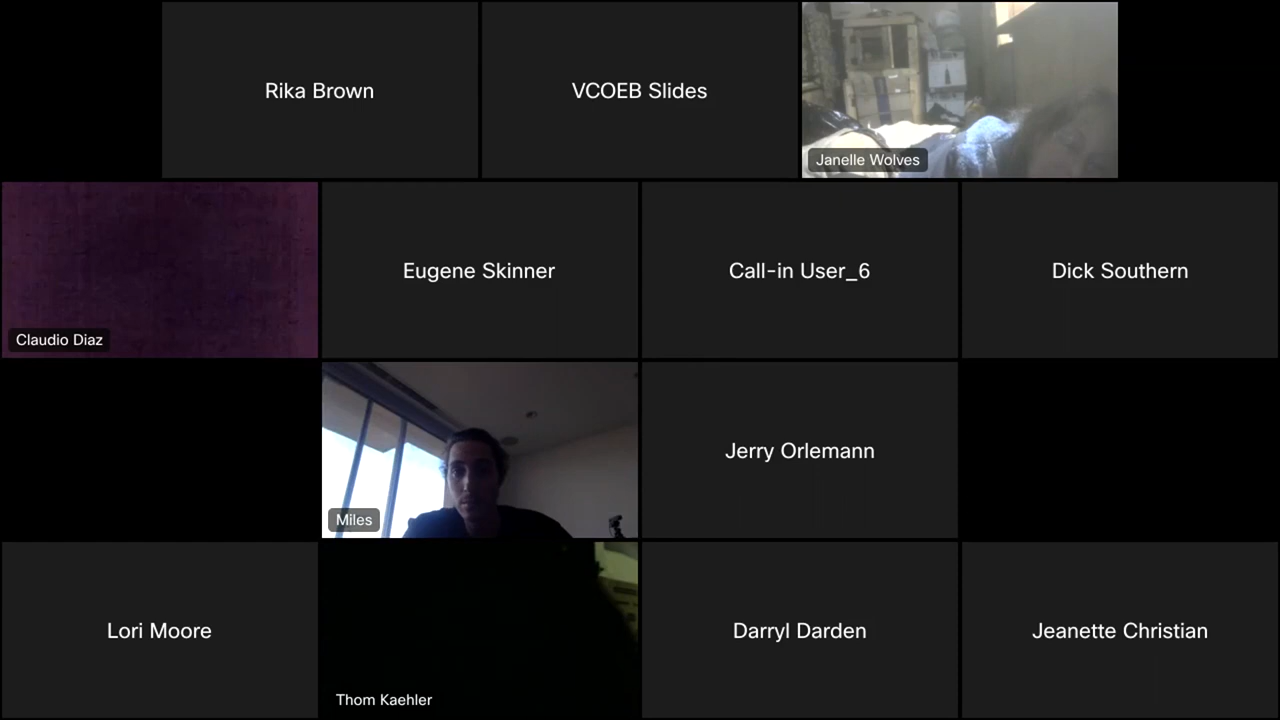 Rika Brown
VCOEB Slides
Janelle Wolves
Claudio Diaz
Eugene Skinner
Call-in User_6
Dick Southern
Miles
Jerry Orlemann
Lori Moore
Thom Kaehler
Darryl Darden
Jeanette Christian